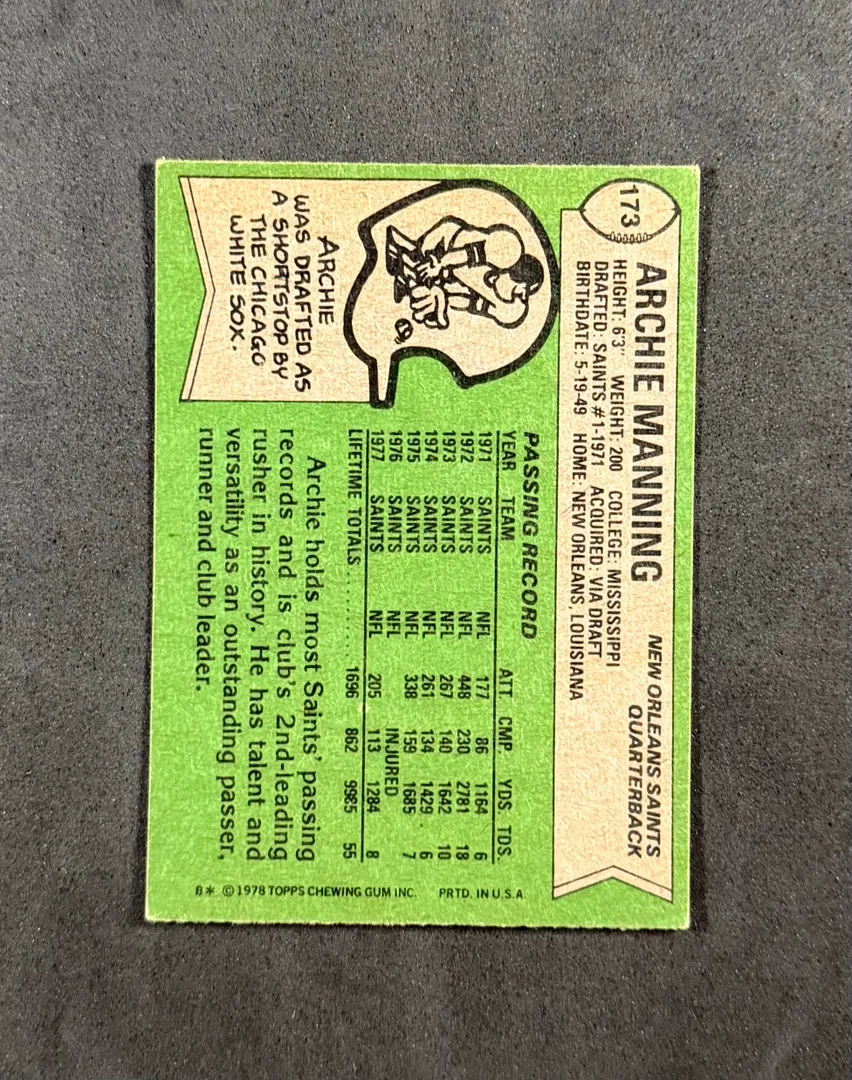 173
ARCHIE MANNING
NEW ORLEANS SAINTS
QUARTERBACK
HEIGHT: 6'3" WEIGHT: 200 COLLEGE: MISSISSIPPI
DRAFTED: SAINTS #1-1971 ACQUIRED: VIA DRAFT
BIRTHDATE: 5-19-49 HOME: NEW ORLEANS, LOUISIANA
ARCHIE
WAS DRAFTED AS
A SHORTSTOP BY
THE CHICAGO
WHITE SOX.
PASSING RECORD
YEAR TEAM ATT. CMP. YDS. TDS.
1971 SAINTS NFL 177 86 1164 6
1972 SAINTS NFL 448 230 2781 18
1973 SAINTS NFL 267 140 1642 10
1974 SAINTS NFL 261 134 1429 6
1975 SAINTS NFL 338 159 1685 7
1976 SAINTS NFL INJURED
1977 SAINTS NFL 205 113 1284 8
LIFETIME TOTALS .......... 1696 862 9985 55
Archie holds most Saints' passing
records and is club's 2nd-leading
rusher in history. He has talent and
versatility as an outstanding passer,
runner and club leader.
B* © 1978 TOPPS CHEWING GUM INC. PRTD. IN U.S.A.